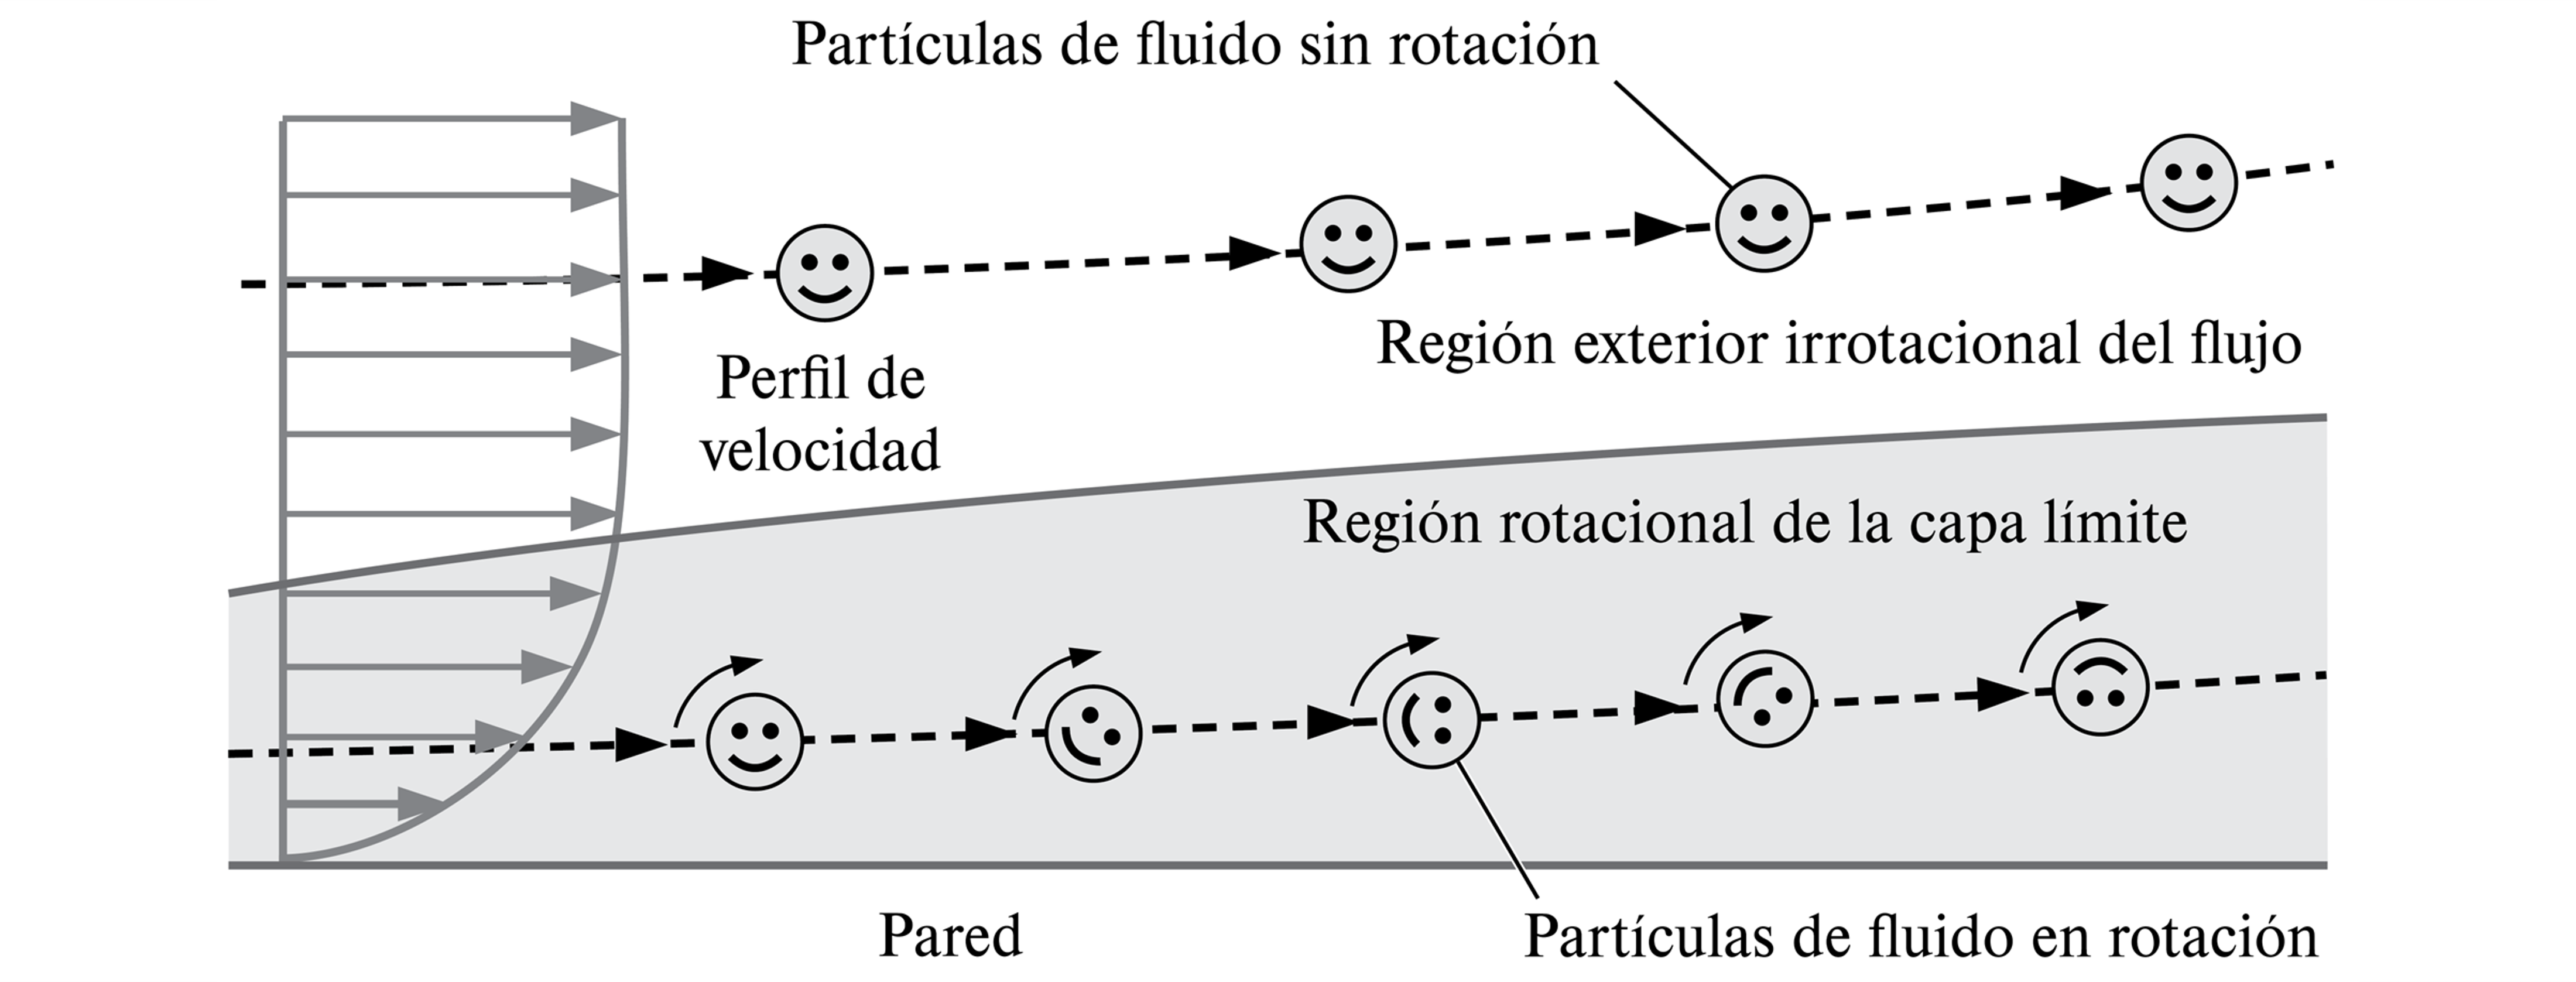 Partículas de fluido sin rotación
Región exterior irrotacional del flujo
Perfil de
velocidad
Región rotacional de la capa límite
Pared
Partículas de fluido en rotación